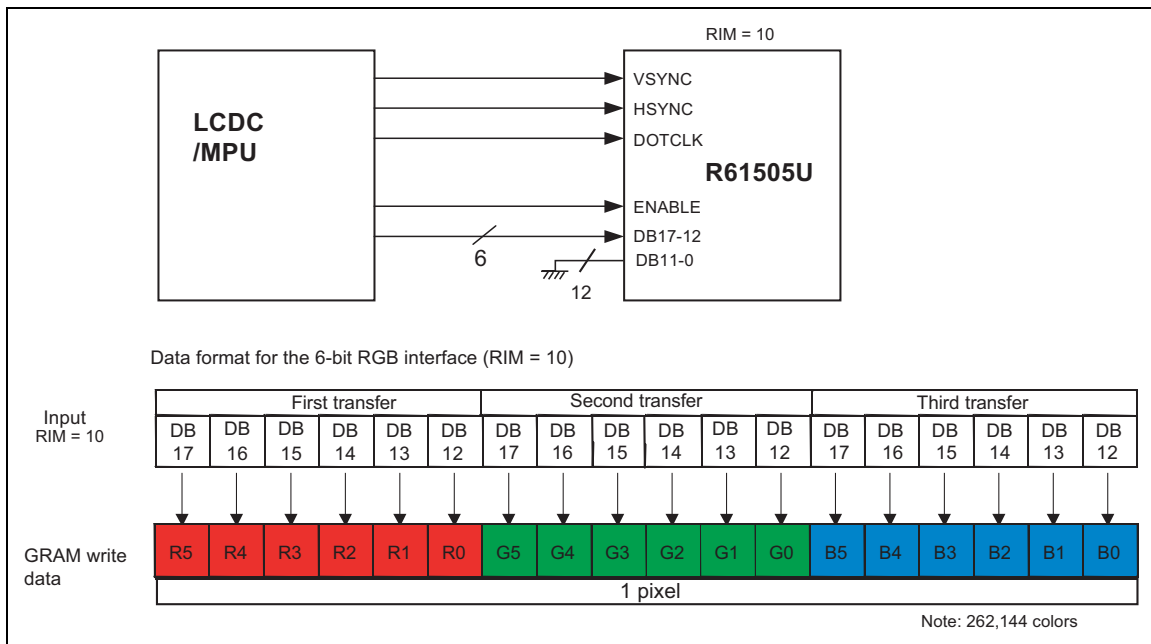 RIM = 10
LCDC
/MPU
VSYNC
HSYNC
DOTCLK
R61505U
ENABLE
DB17-12
6
DB11-0
12
Data format for the 6-bit RGB interface (RIM = 10)
First transfer Second transfer Third transfer
Input
RIM = 10
DB DB DB DB DB DB DB DB DB DB DB DB DB DB DB DB DB DB
17 16 15 14 13 12 17 16 15 14 13 12 17 16 15 14 13 12
GRAM write
data
R5 R4 R3 R2 R1 R0 G5 G4 G3 G2 G1 G0 B5 B4 B3 B2 B1 B0
1 pixel
Note: 262,144 colors